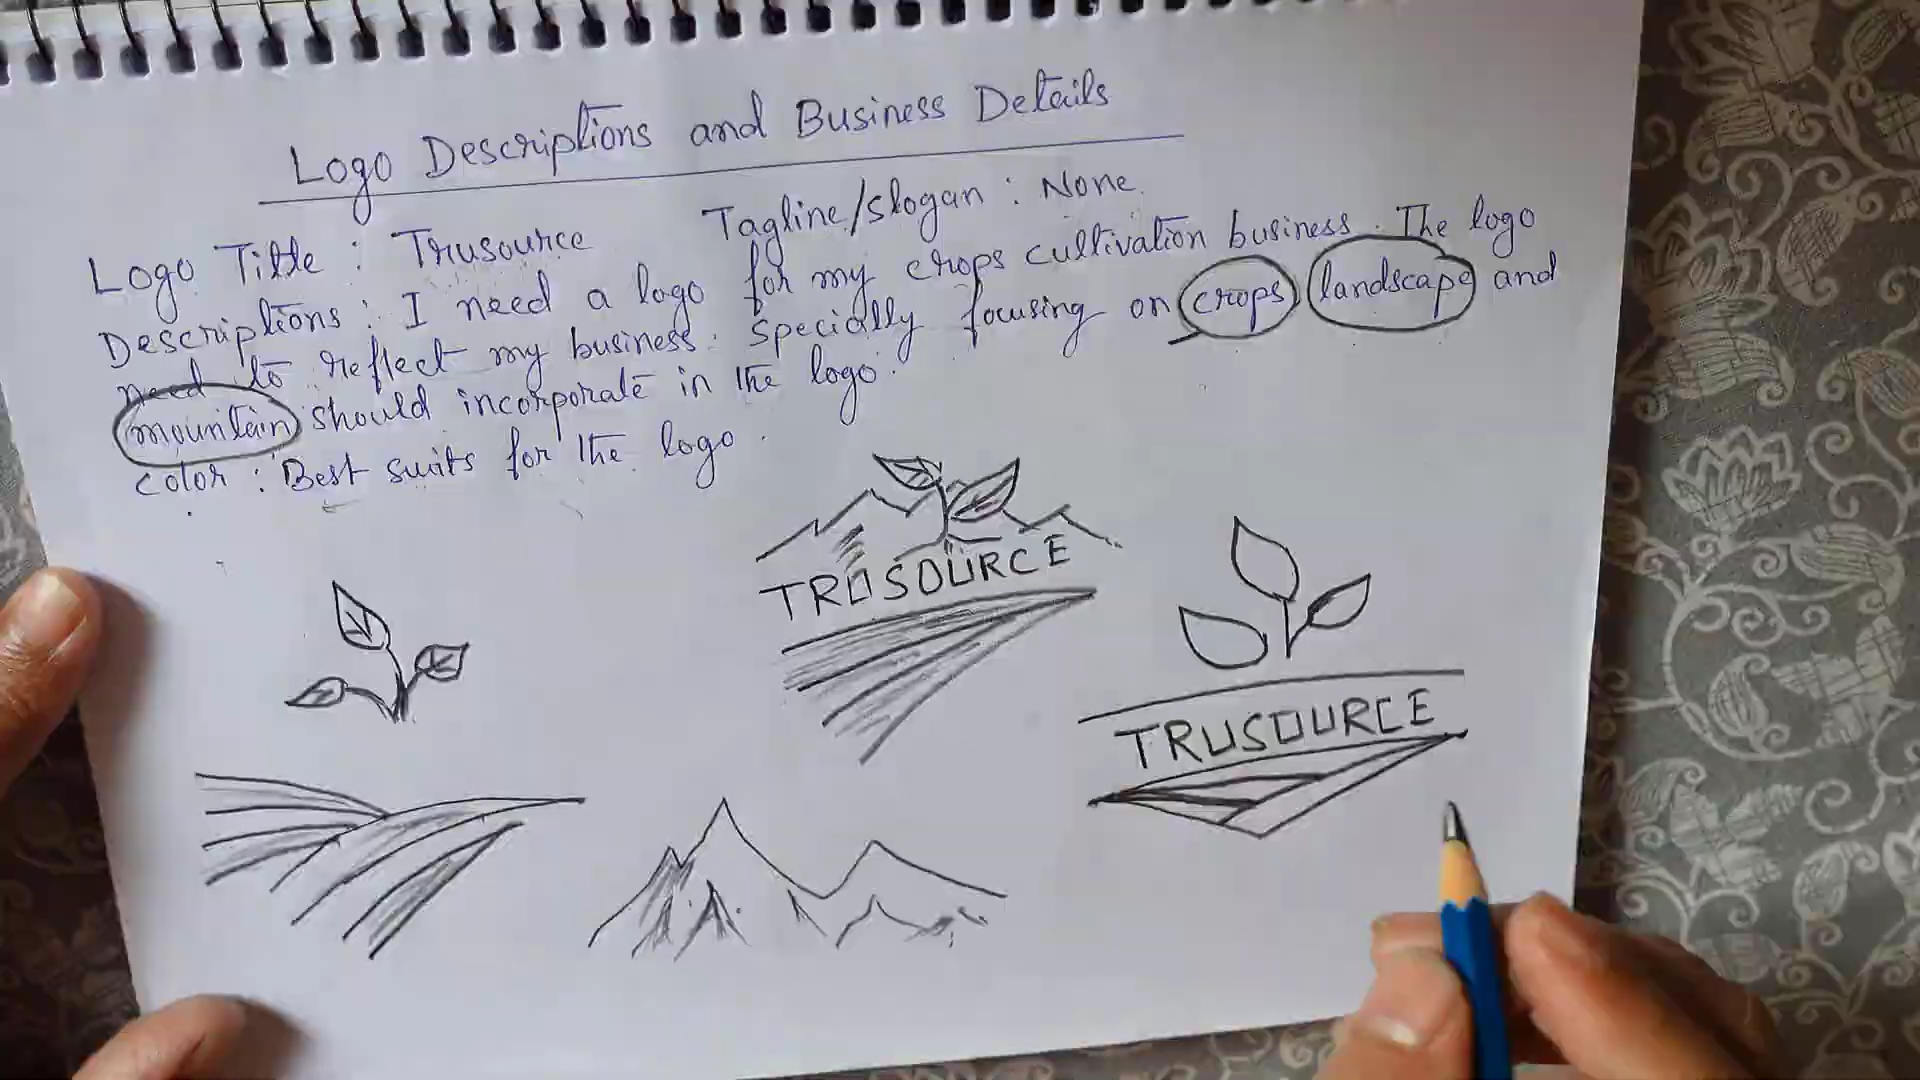 Logo Descriptions and Business Details
Logo Title : Trusource Tagline/slogan : None.
Descriptions : I need a logo for my crops cultivation business. The logo
need to reflect my business. Specially focusing on crops landscape and
mountain should incorporate in the logo.
color : Best suits for the logo.
TRUSOURCE
TRUSOURCE